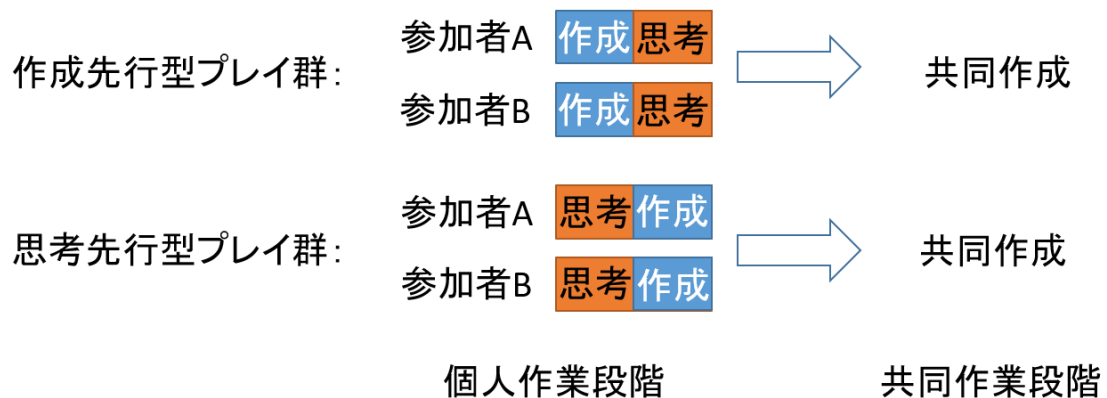 参加者A 作成 思考
作成先行型プレイ群： 共同作成
参加者B 作成 思考
参加者A 思考 作成
思考先行型プレイ群： 共同作成
参加者B 思考 作成
個人作業段階 共同作業段階